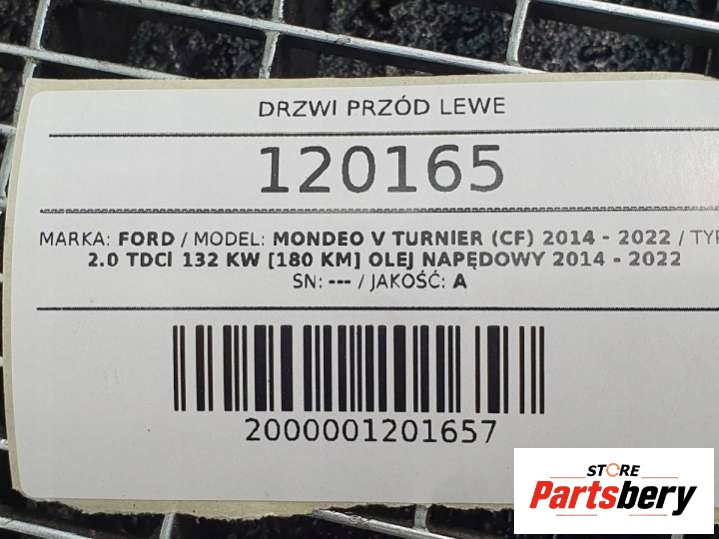 DRZWI PRZÓD LEWE
120165
MARKA: FORD / MODEL: MONDEO V TURNIER (CF) 2014 - 2022 / TYP
2.0 TDCI 132 KW [180 KM] OLEJ NAPĘDOWY 2014 - 2022
SN: --- / JAKOŚĆ: A
2000001201657
STORE
Partsbery